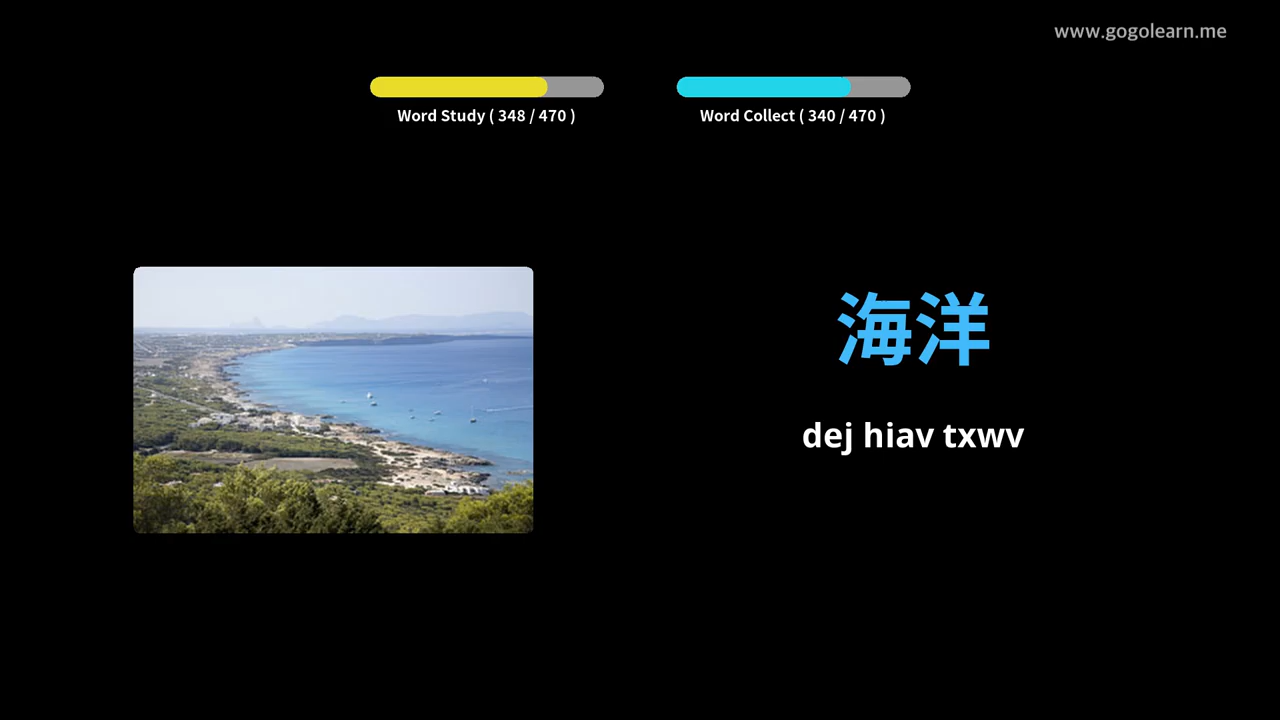 www.gogolearn.me
Word Study ( 348 / 470 )
Word Collect ( 340 / 470 )
海洋
dej hiav txwv